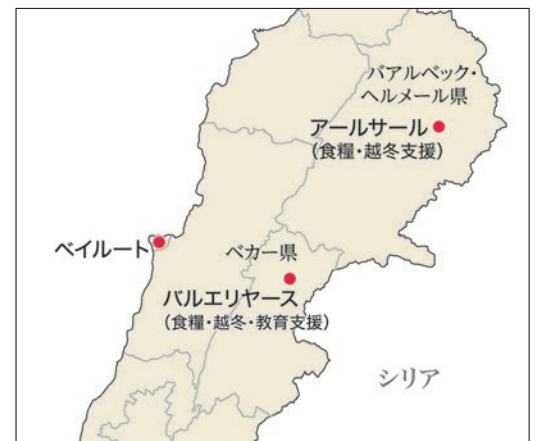 バアルベック・
ヘルメール県
アールサール
（食糧・越冬支援）
ベイルート
ベカー県
バルエリヤース
（食糧・越冬・教育支援）
シリア